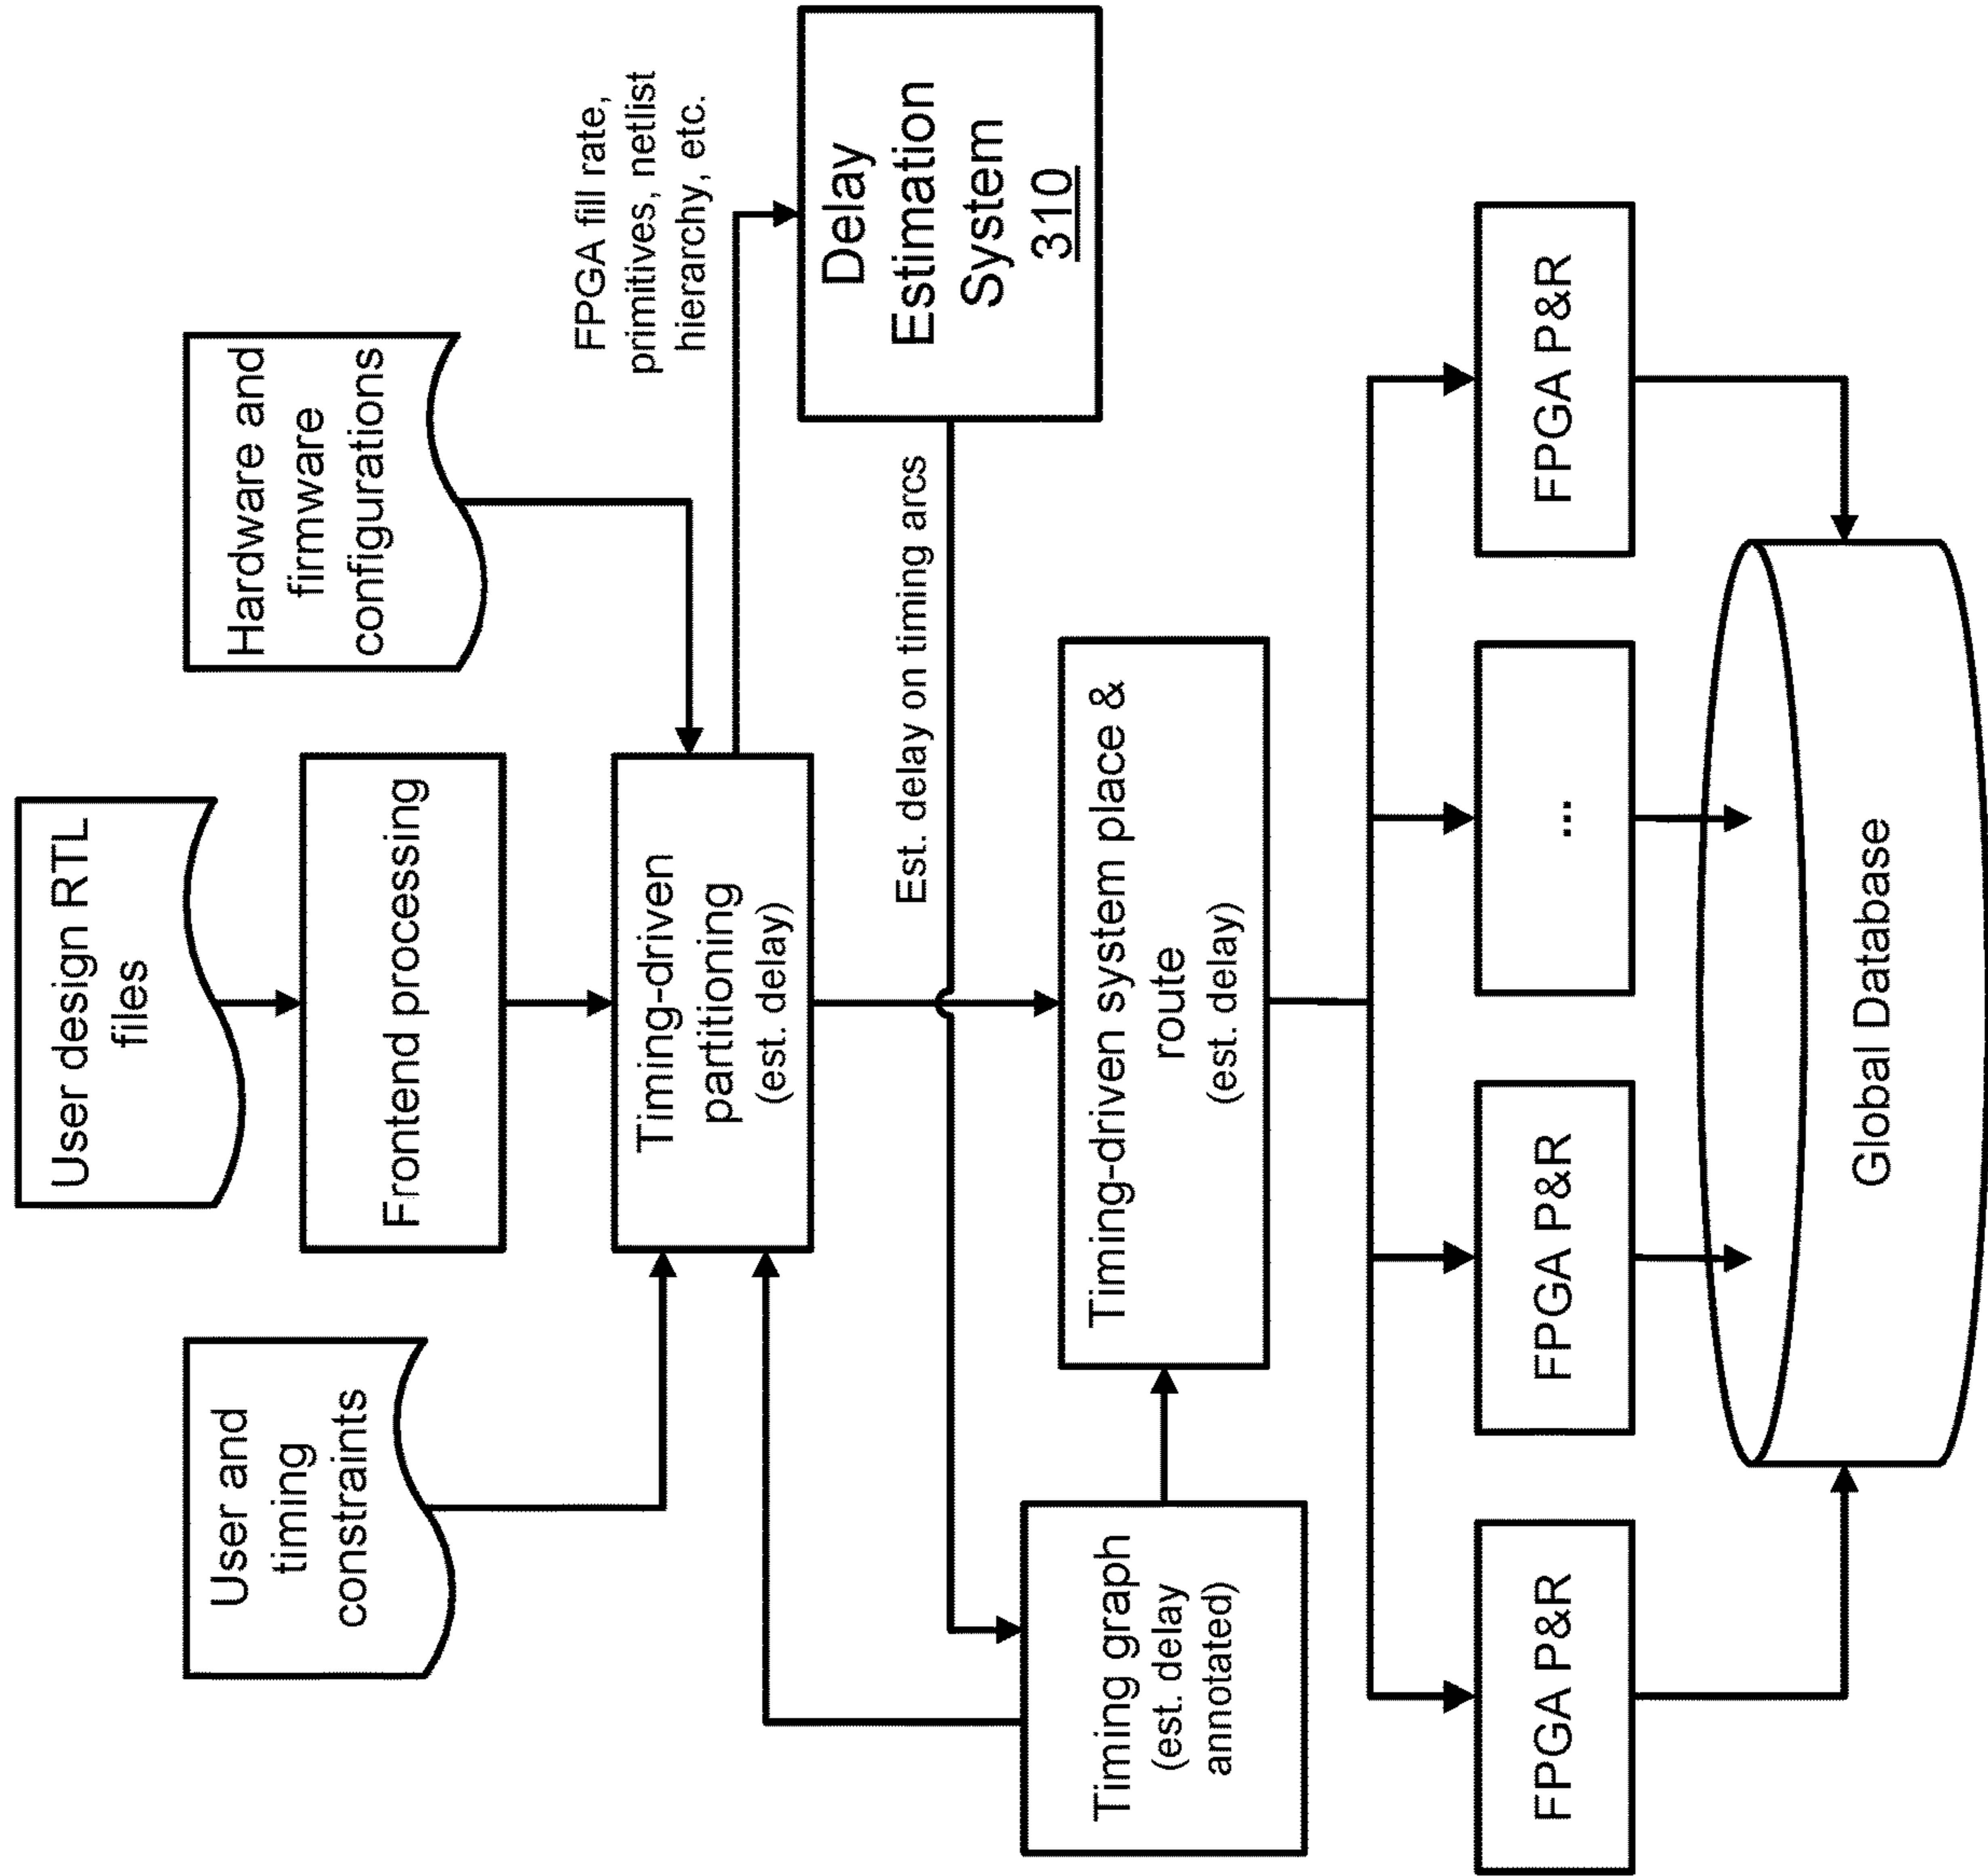 User design RTL
files
Hardware and
firmware
configurations
User and
timing
constraints
Frontend processing
FPGA fill rate,
primitives, netlist
hierarchy, etc.
Timing-driven
partitioning
(est. delay)
Delay
Estimation
System
310
Est. delay on timing arcs
Timing graph
(est. delay
annotated)
Timing-driven system place &
route
(est. delay)
FPGA P&R
FPGA P&R
...
FPGA P&R
Global Database